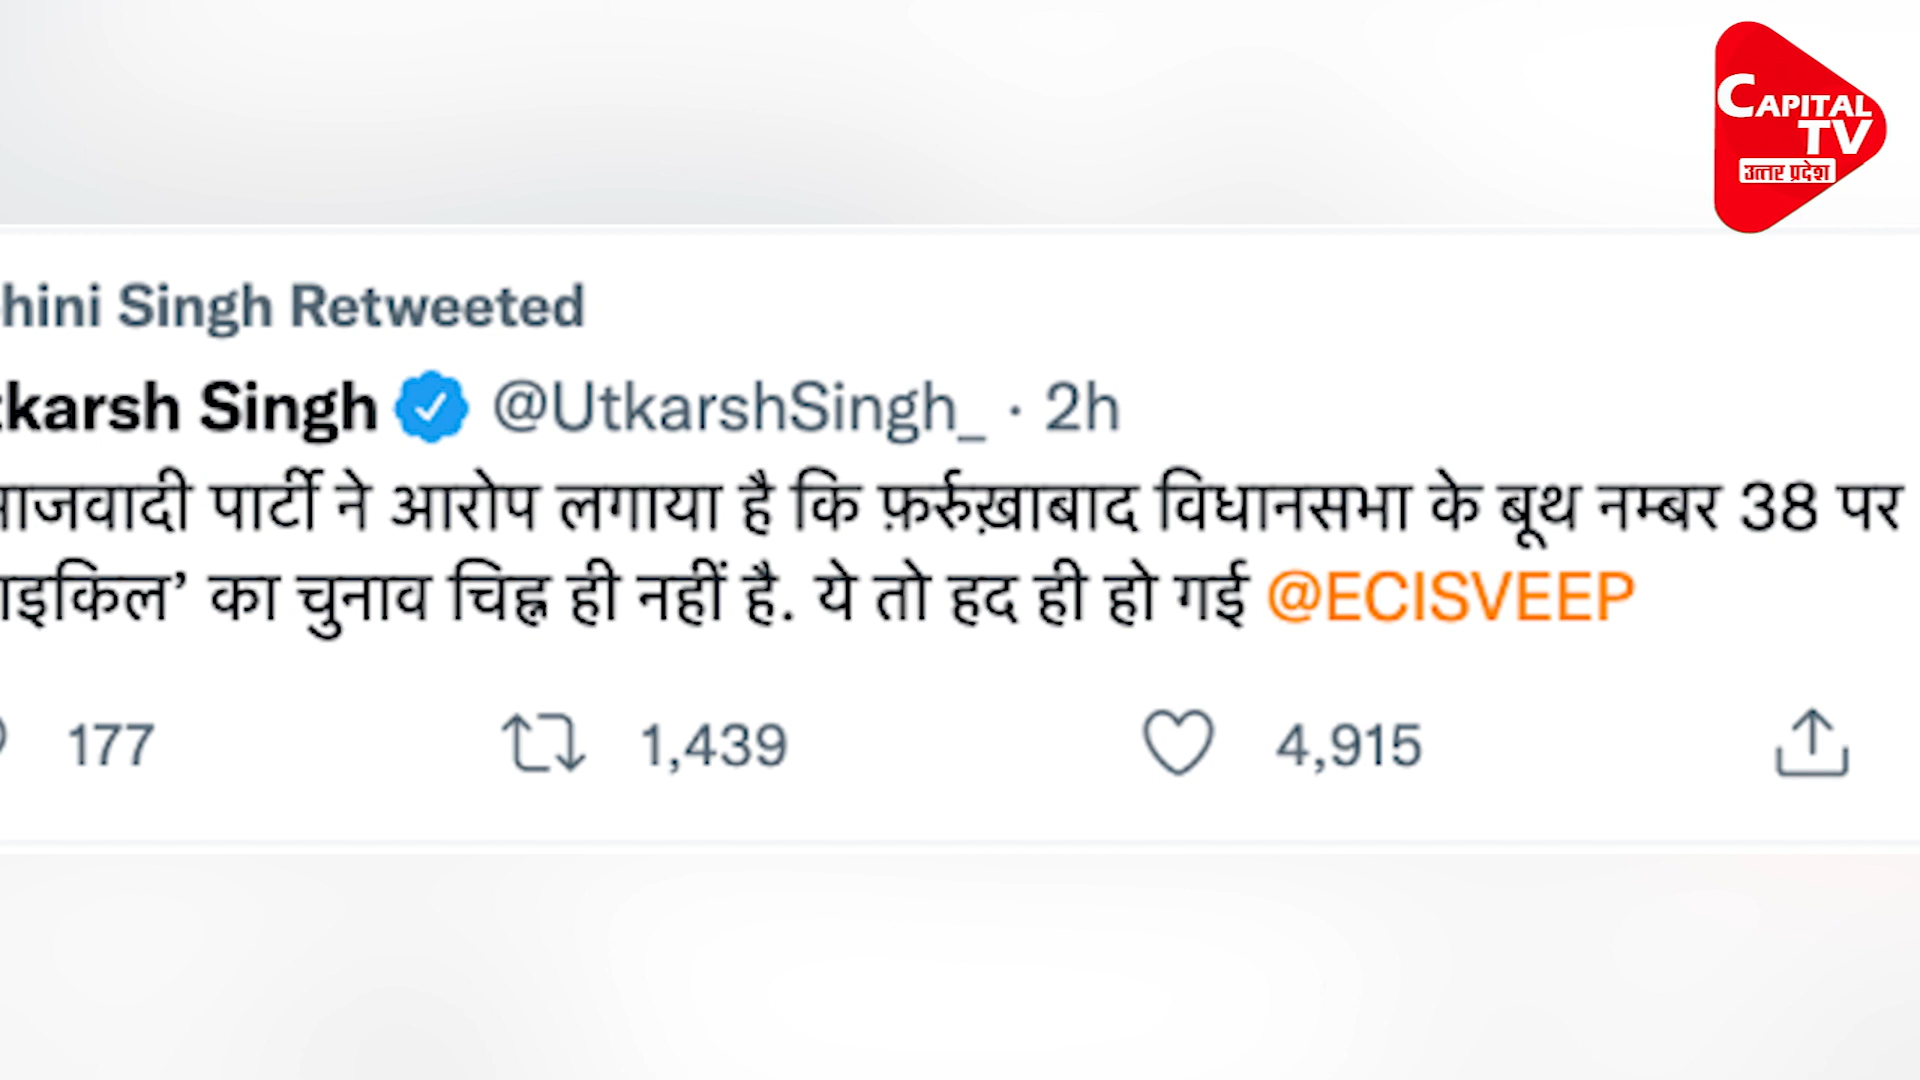 CAPITAL
TV
उत्तर प्रदेश
hini Singh Retweeted
karsh Singh @UtkarshSingh_ · 2h
ाजवादी पार्टी ने आरोप लगाया है कि फ़र्रुख़ाबाद विधानसभा के बूथ नम्बर 38 पर
ाइकिल’ का चुनाव चिह्न ही नहीं है. ये तो हद ही हो गई @ECISVEEP
177 1,439 4,915